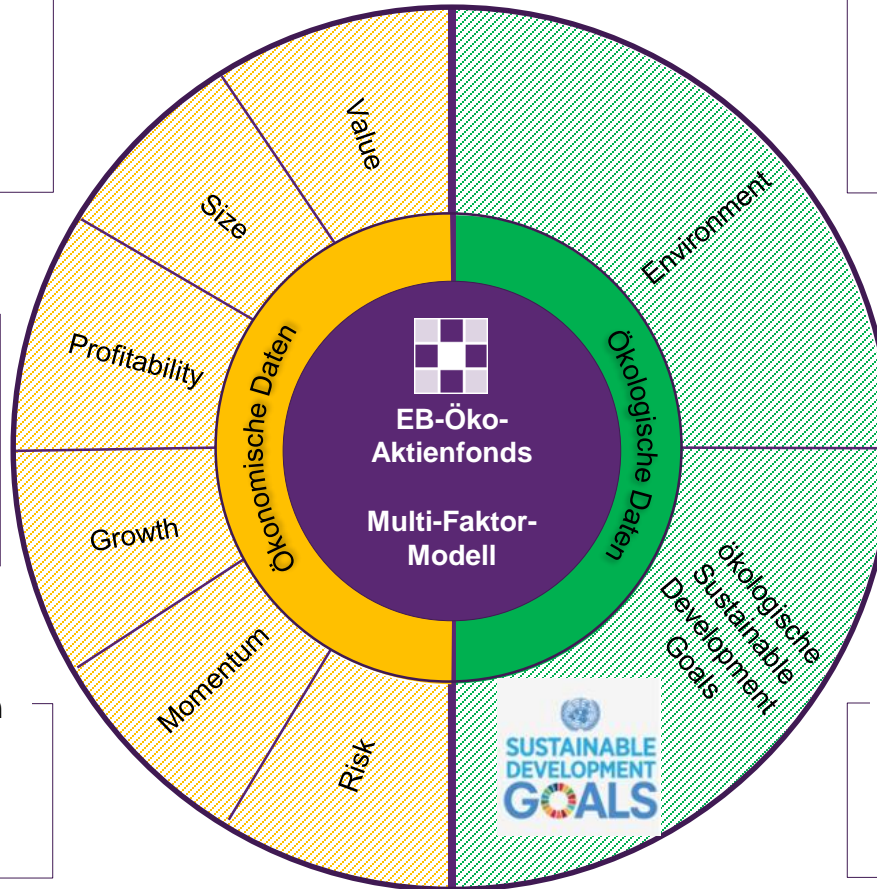 Value
Size
Profitability
Growth
Momentum
Risk
Ökonomische Daten
EB-Öko-
Aktienfonds
Multi-Faktor-
Modell
Ökologische Daten
Environment
ökologische
Sustainable
Development
Goals
SUSTAINABLE
DEVELOPMENT
GOALS